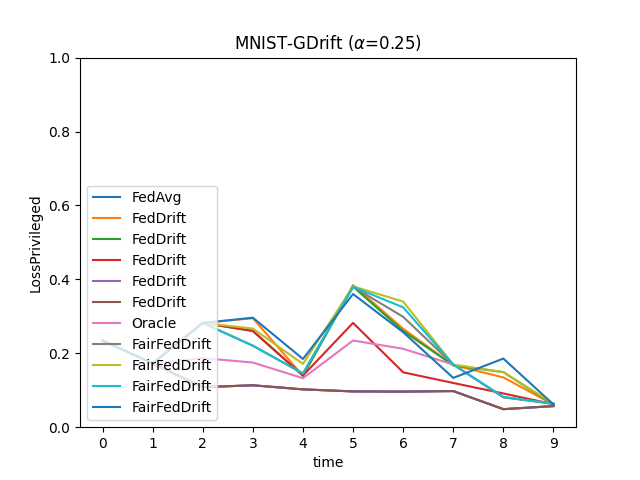 MNIST-GDrift (α=0.25)
LossPrivileged
1.0
0.8
0.6
0.4
0.2
0.0
FedAvg
FedDrift
FedDrift
FedDrift
FedDrift
FedDrift
Oracle
FairFedDrift
FairFedDrift
FairFedDrift
FairFedDrift
0 1 2 3 4 5 6 7 8 9
time